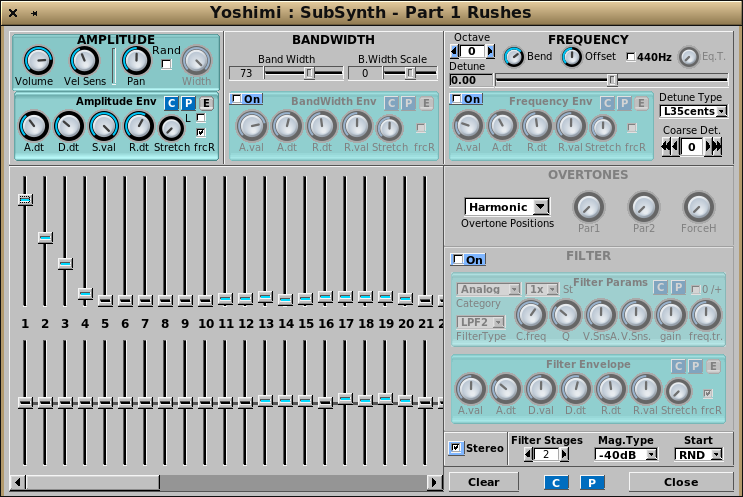 Yoshimi : SubSynth - Part 1 Rushes
AMPLITUDE
Volume Vel Sens Pan Rand Width
Amplitude Env C P E
A.dt D.dt S.val R.dt Stretch L frcR
BANDWIDTH
Band Width B.Width Scale
73 0
On BandWidth Env C P E
A.val A.dt R.dt R.val Stretch frcR
FREQUENCY
Octave
0 Bend Offset 440Hz Eq.T.
Detune
0.00
On Frequency Env C P E
A.val A.dt R.dt R.val Stretch frcR
Detune Type
L35cents
Coarse Det.
0
1 2 3 4 5 6 7 8 9 10 11 12 13 14 15 16 17 18 19 20 21
OVERTONES
Harmonic
Overtone Positions Par1 Par2 ForceH
On FILTER
Analog 1x St Filter Params C P 0 /+
Category
LPF2
FilterType C.freq Q V.SnsA. V.Sns. gain freq.tr.
Filter Envelope C P E
A.val A.dt D.val D.dt R.dt R.val Stretch frcR
Stereo
Filter Stages Mag.Type Start
2 -40dB RND
Clear C P Close